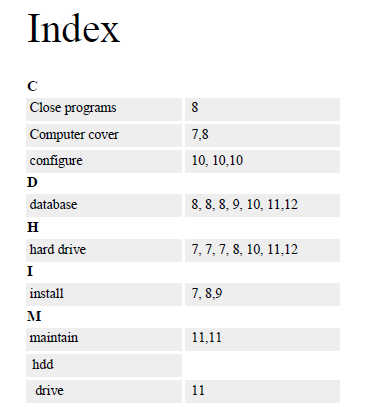 Index
C
Close programs 8
Computer cover 7,8
configure 10, 10,10
D
database 8, 8, 8, 9, 10, 11,12
H
hard drive 7, 7, 7, 8, 10, 11,12
I
install 7, 8,9
M
maintain 11,11
hdd
drive 11